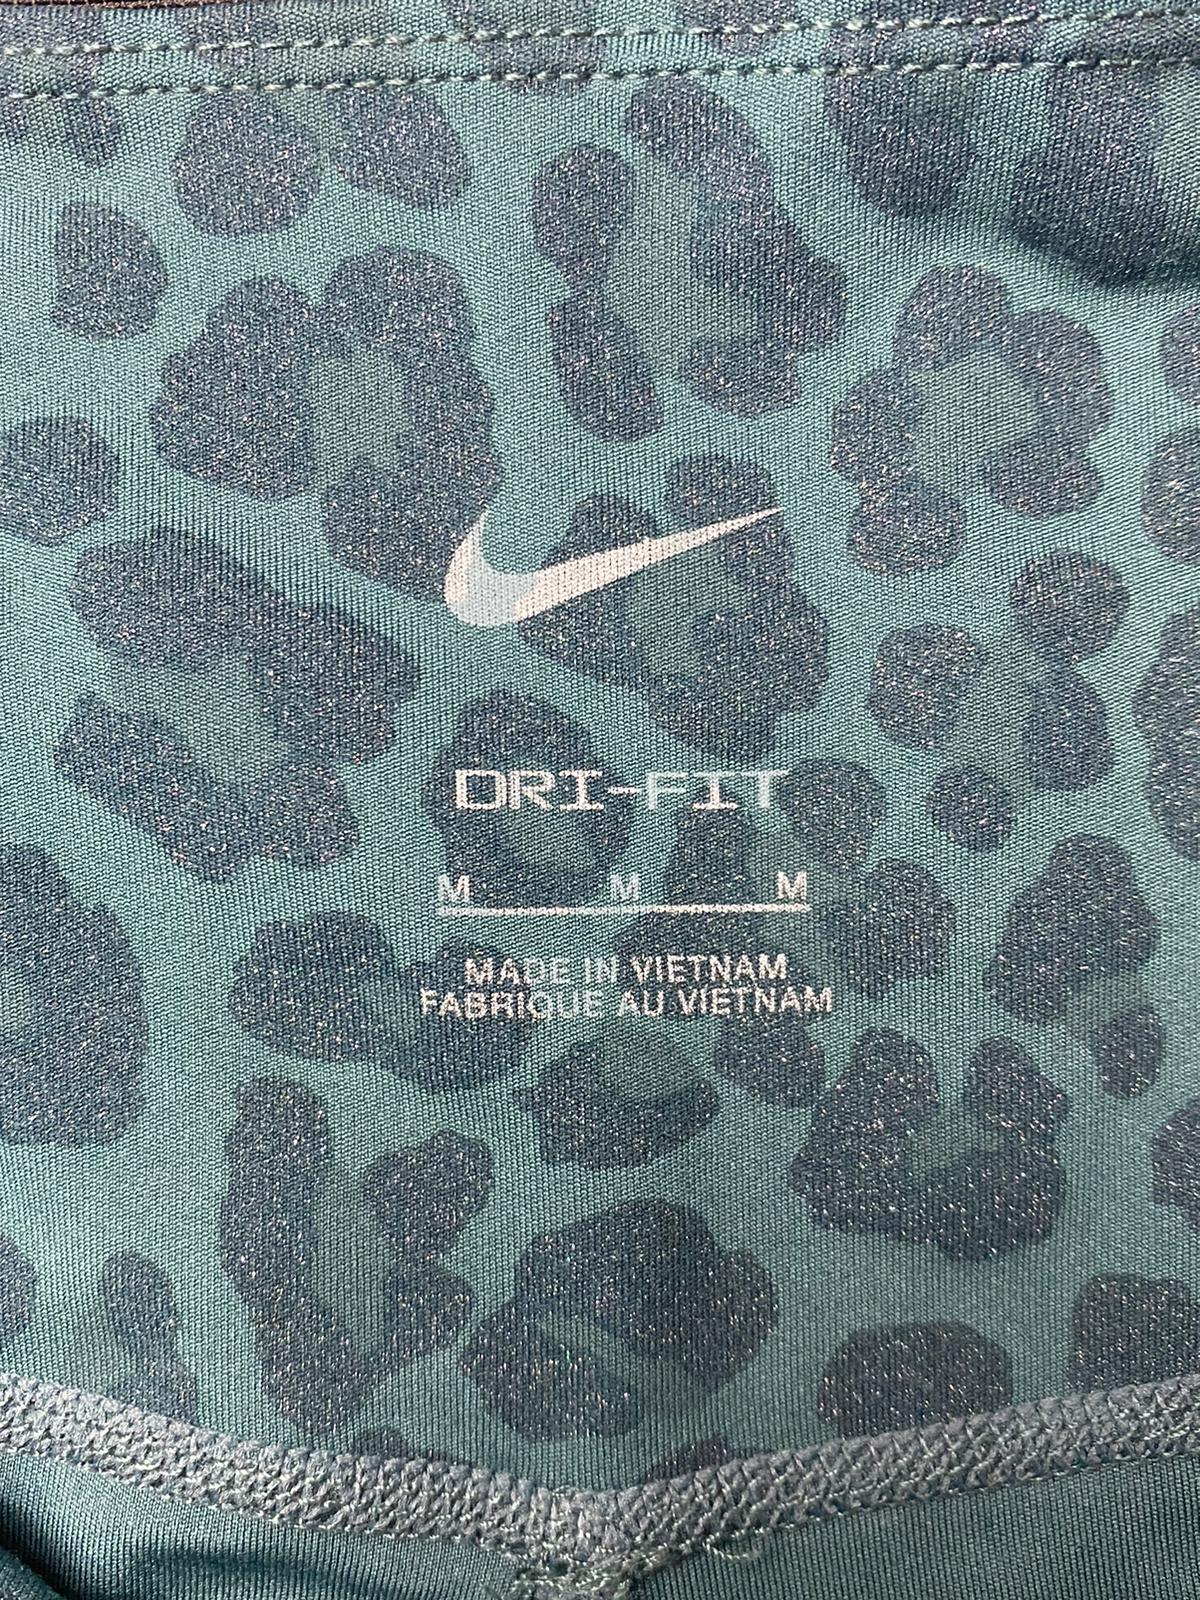 DRI-FIT
M M M
MADE IN VIETNAM
FABRIQUE AU VIETNAM